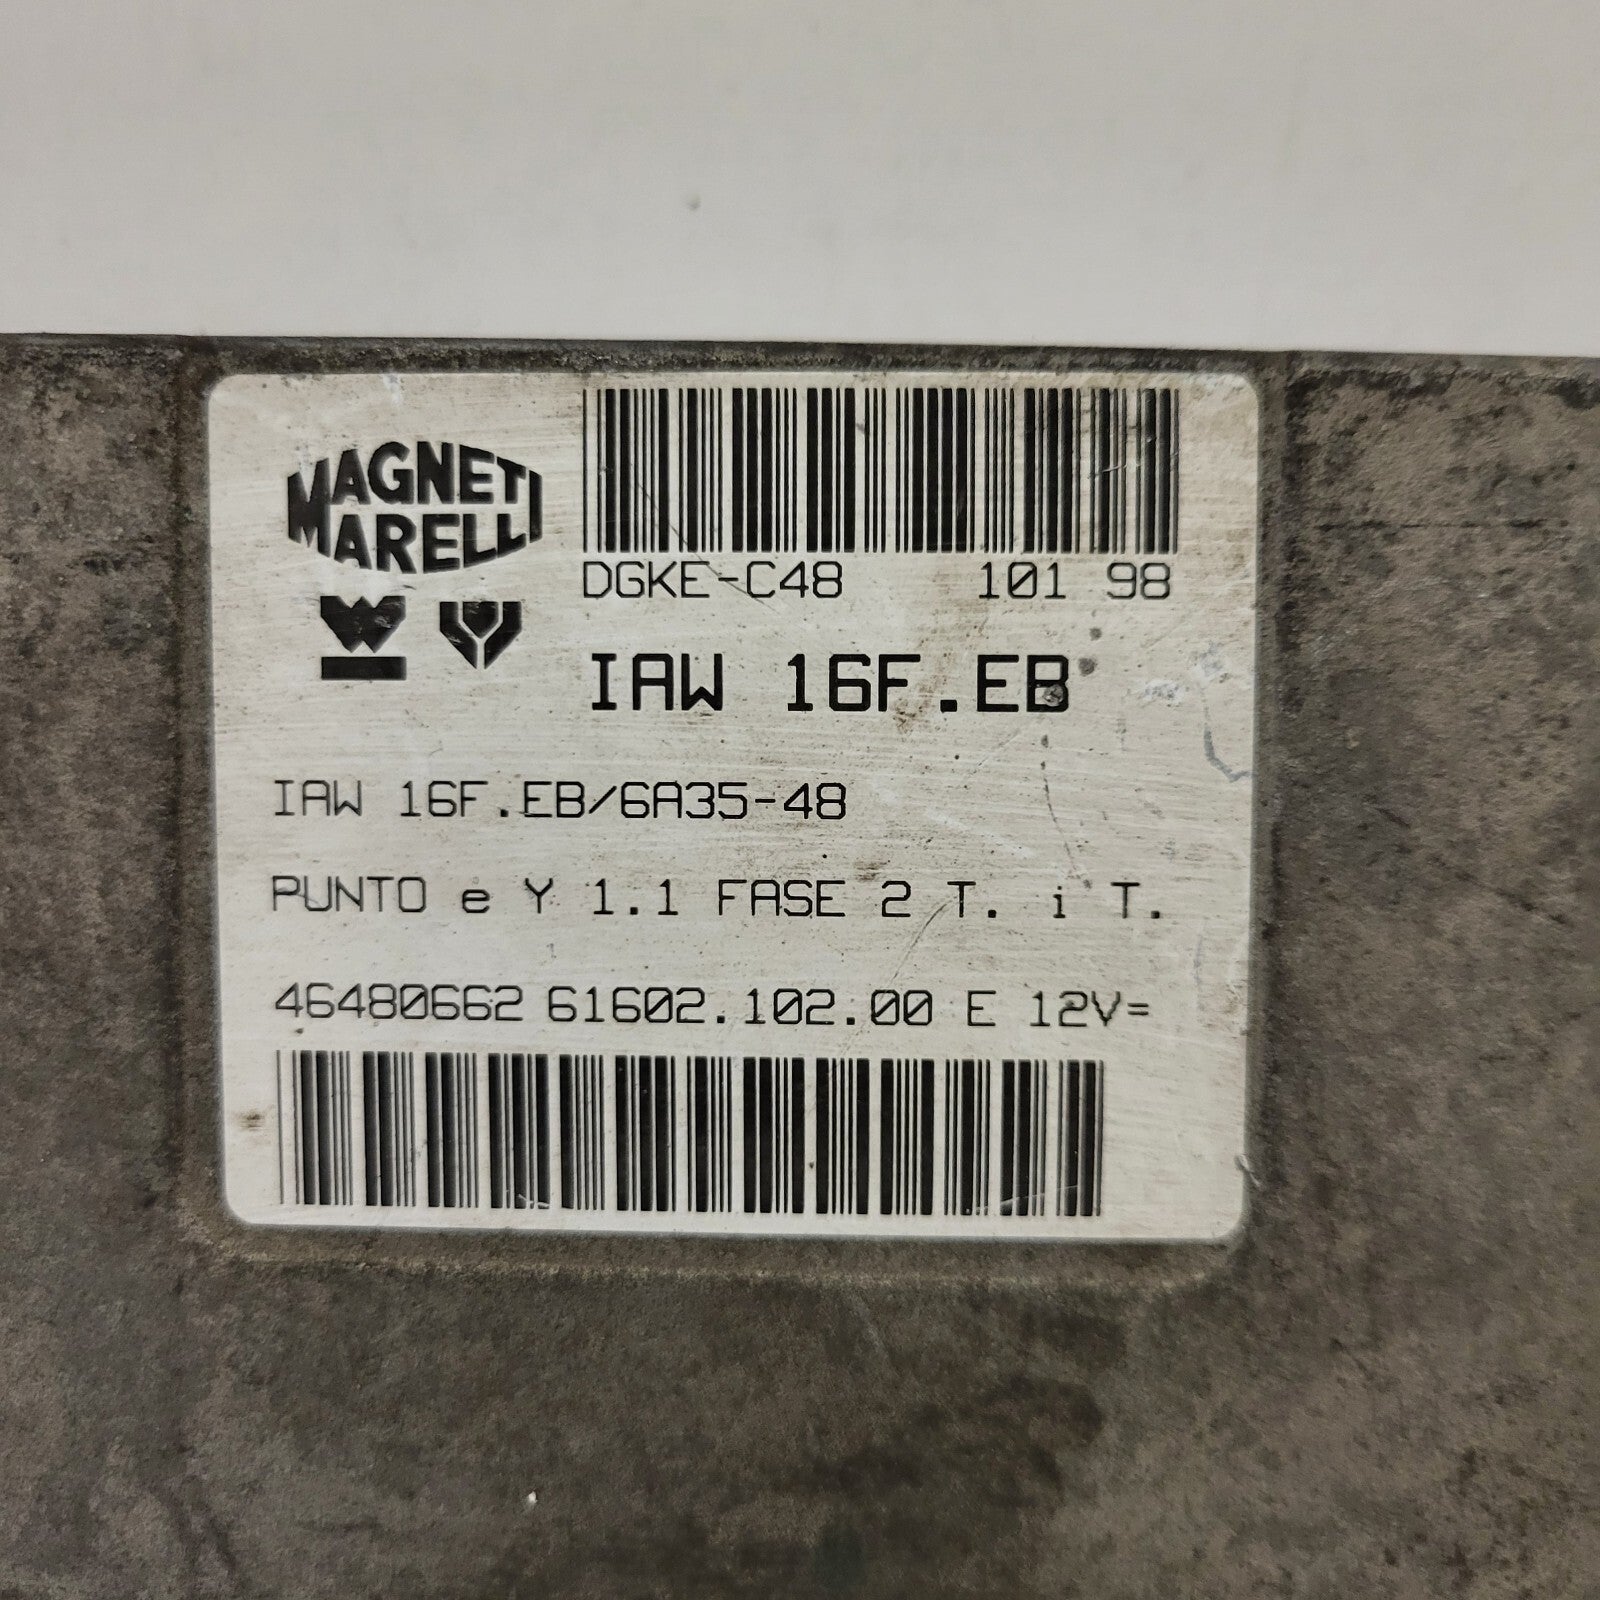 MAGNETI
MARELLI
DGKE-C48 101 98
IAW 16F.EB
IAW 16F.EB/6A35-48
PUNTO e Y 1.1 FASE 2 T. i T.
46480662 61602.102.00 E 12V=